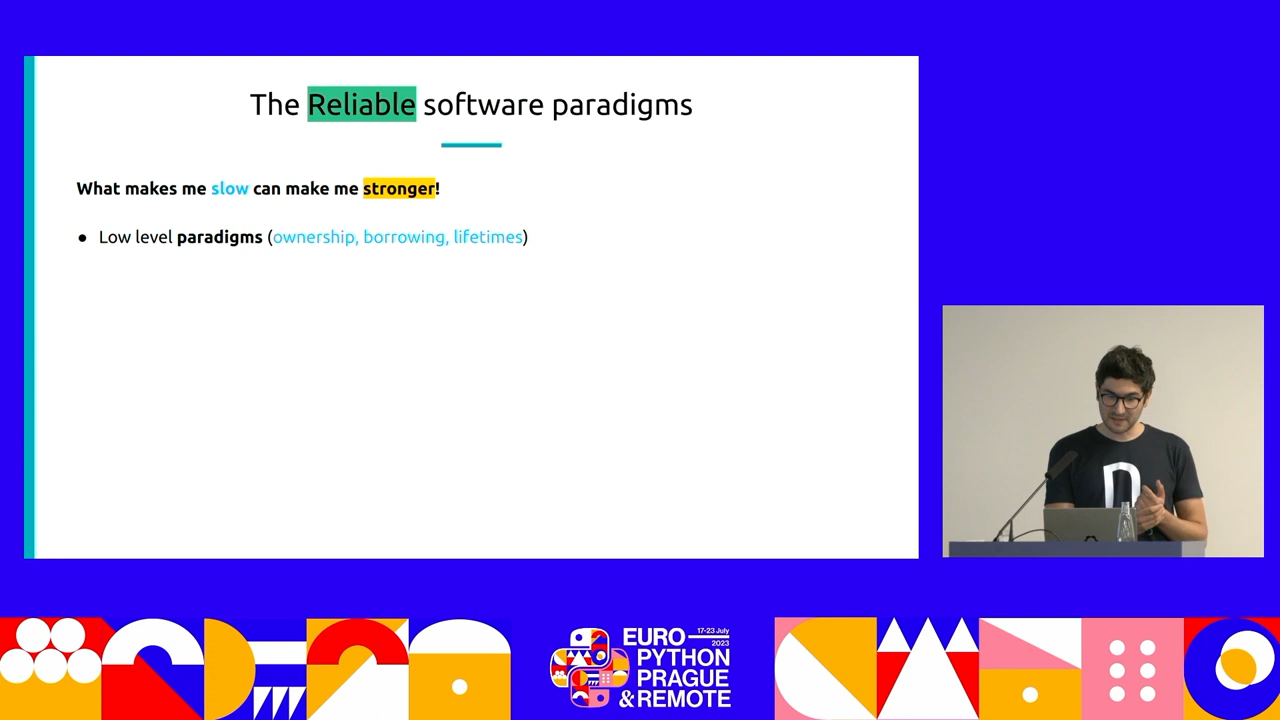 The Reliable software paradigms
What makes me slow can make me stronger!
● Low level paradigms (ownership, borrowing, lifetimes)
EURO 17-23 July 2023
PYTHON
PRAGUE
& REMOTE